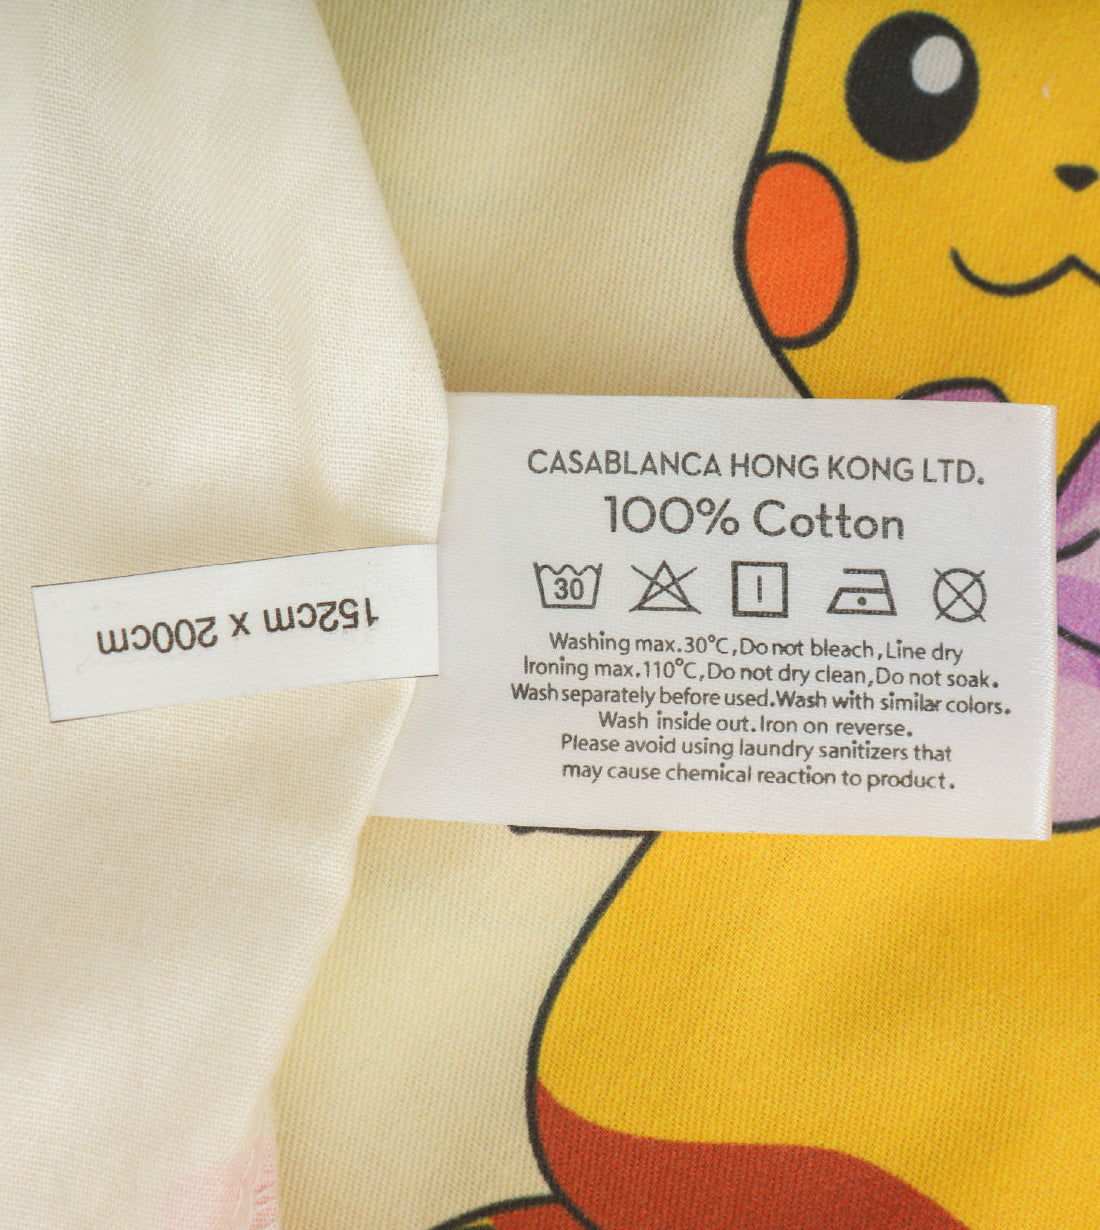 CASABLANCA HONG KONG LTD.
100% Cotton
30
Washing max.30°C,Do not bleach,Line dry
Ironing max.110°C,Do not dry clean,Do not soak.
Wash separately before used.Wash with similar colors.
Wash inside out.Iron on reverse.
Please avoid using laundry sanitizers that
may cause chemical reaction to product.
152cm x 200cm